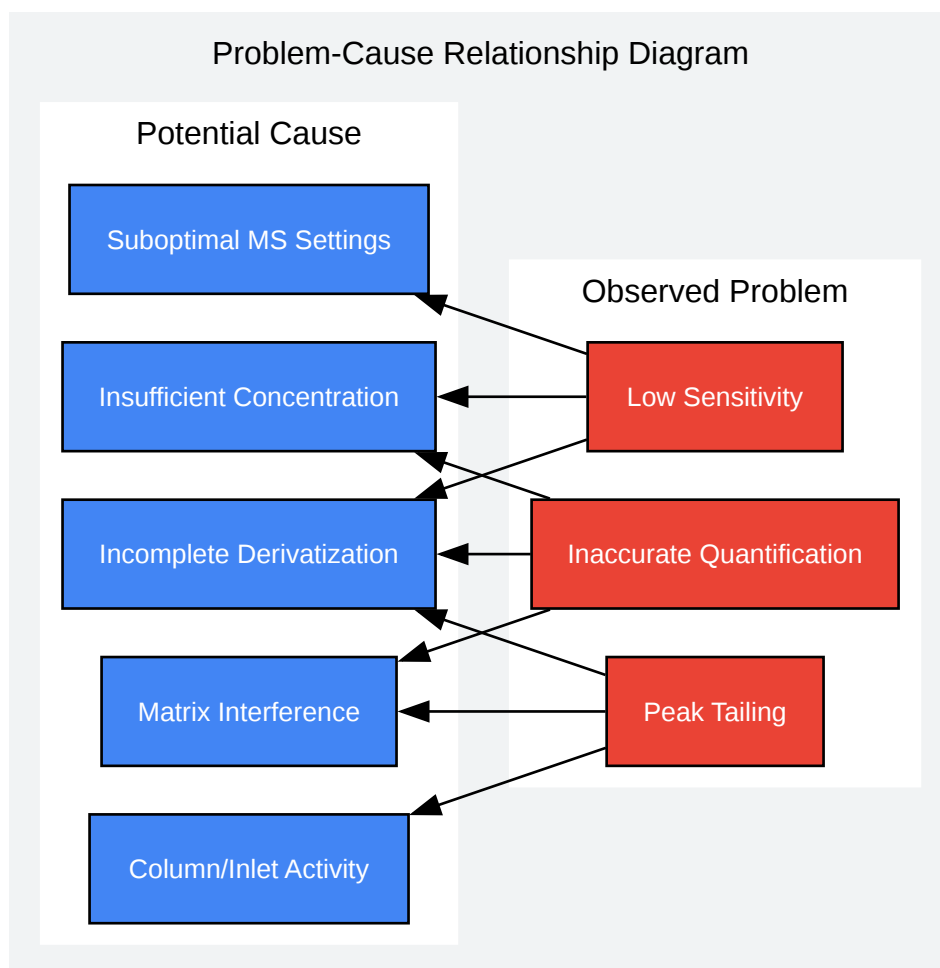 Problem-Cause Relationship Diagram
Potential Cause
Suboptimal MS Settings
Insufficient Concentration
Incomplete Derivatization
Matrix Interference
Column/Inlet Activity
Observed Problem
Low Sensitivity
Inaccurate Quantification
Peak Tailing